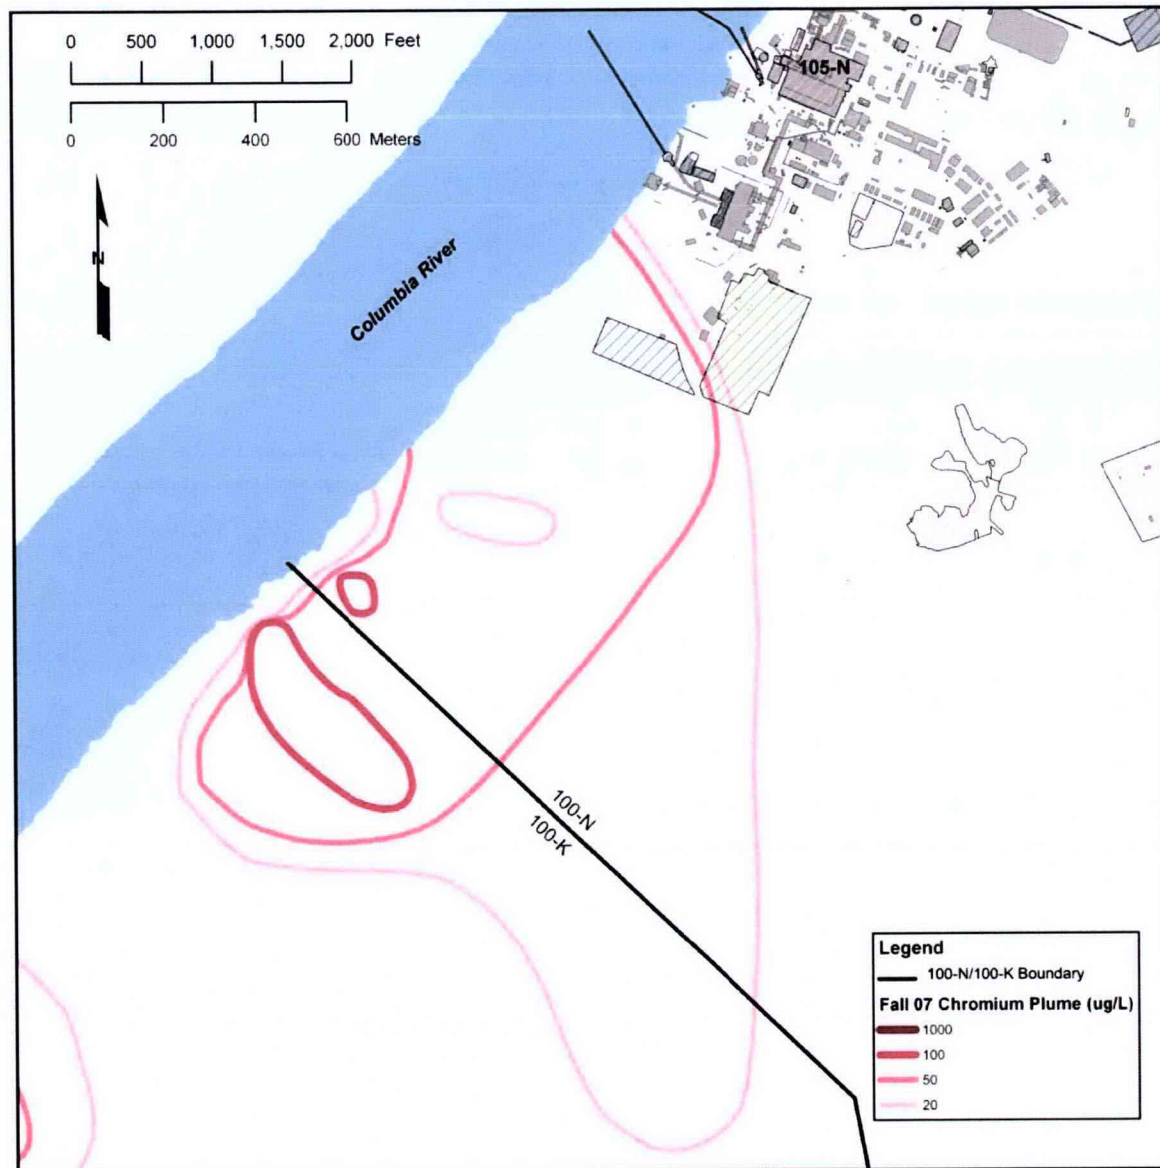 0 500 1,000 1,500 2,000 Feet
0 200 400 600 Meters
N
Columbia River
105-N
100-N
100-K
Legend
100-N/100-K Boundary
Fall 07 Chromium Plume (ug/L)
1000
100
50
20